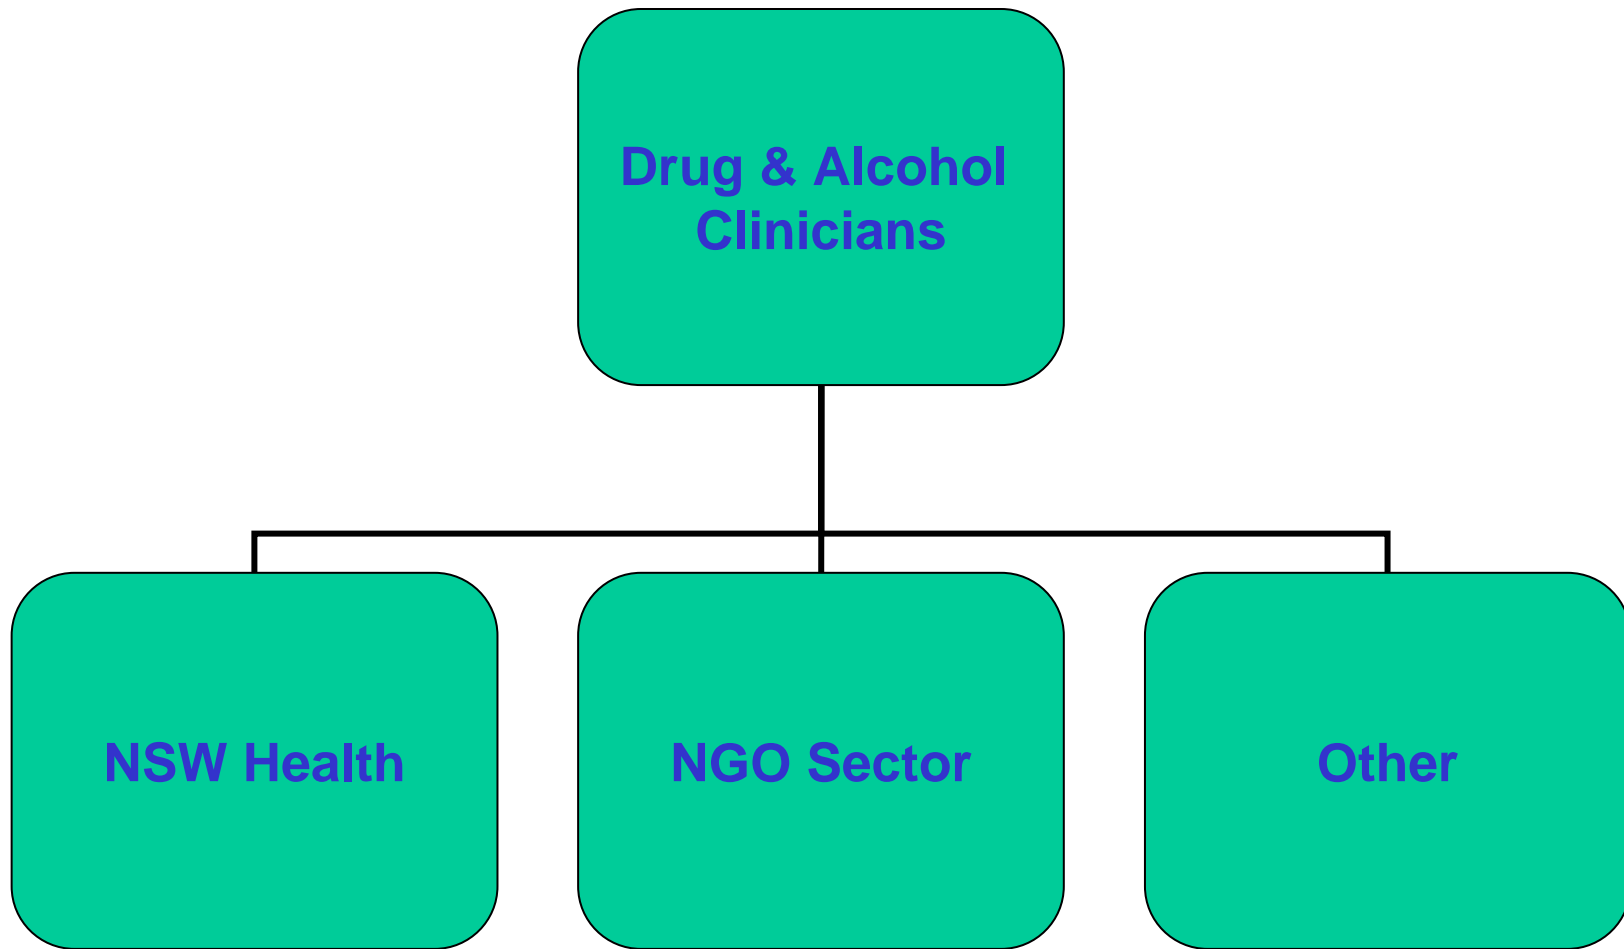 Drug & Alcohol
Clinicians
NSW Health
NGO Sector
Other